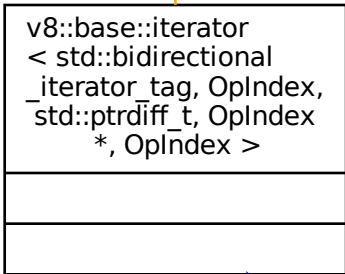 v8::base::iterator
< std::bidirectional
_iterator_tag, OpIndex,
std::ptrdiff_t, OpIndex
*, OpIndex >